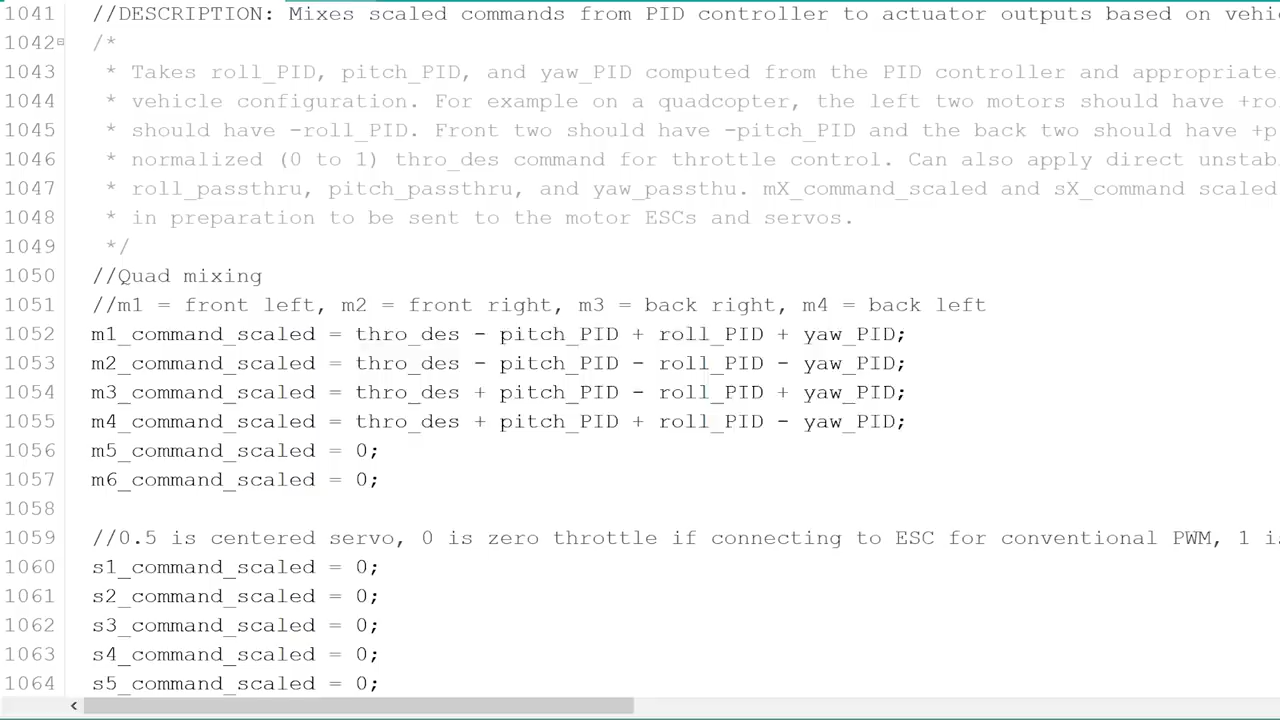 1041 //DESCRIPTION: Mixes scaled commands from PID controller to actuator outputs based on
1042 /*
1043 * Takes roll_PID, pitch_PID, and yaw_PID computed from the PID controller and
1044 * vehicle configuration. For example on a quadcopter, the left two motors should have
1045 * should have -roll_PID. Front two should have -pitch_PID and the back two should have
1046 * normalized (0 to 1) thro_des command for throttle control. Can also apply direct
1047 * roll_passthru, pitch_passthru, and yaw_passthu. mX_command_scaled and sX_command scaled
1048 * in preparation to be sent to the motor ESCs and servos.
1049 */
1050 //Quad mixing
1051 //m1 = front left, m2 = front right, m3 = back right, m4 = back left
1052 m1_command_scaled = thro_des - pitch_PID + roll_PID + yaw_PID;
1053 m2_command_scaled = thro_des - pitch_PID - roll_PID - yaw_PID;
1054 m3_command_scaled = thro_des + pitch_PID - roll_PID + yaw_PID;
1055 m4_command_scaled = thro_des + pitch_PID + roll_PID - yaw_PID;
1056 m5_command_scaled = 0;
1057 m6_command_scaled = 0;
1058
1059 //0.5 is centered servo, 0 is zero throttle if connecting to ESC for conventional PWM, 1
1060 s1_command_scaled = 0;
1061 s2_command_scaled = 0;
1062 s3_command_scaled = 0;
1063 s4_command_scaled = 0;
1064 s5_command_scaled = 0;